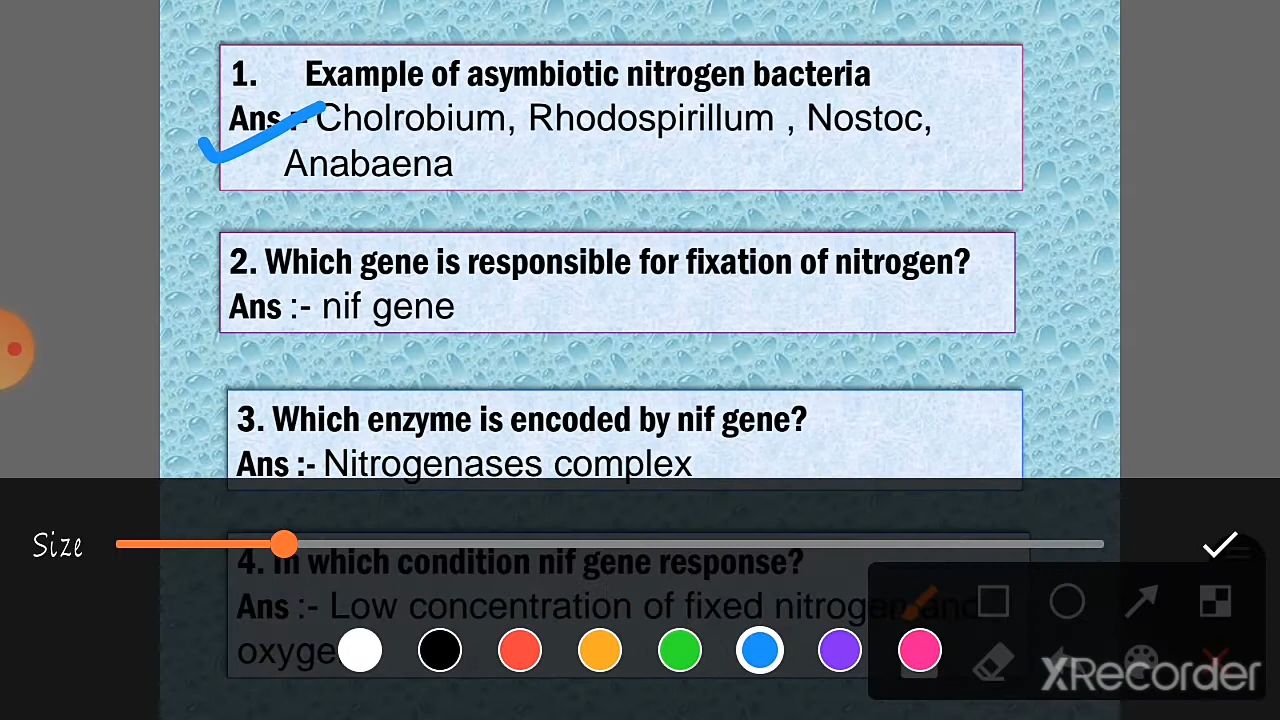 1. Example of asymbiotic nitrogen bacteria
Ans :- Cholrobium, Rhodospirillum , Nostoc,
Anabaena
2. Which gene is responsible for fixation of nitrogen?
Ans :- nif gene
3. Which enzyme is encoded by nif gene?
Ans :- Nitrogenases complex
Size
4. In which condition nif gene response?
Ans :- Low concentration of fixed nitrogen and
XRecorder